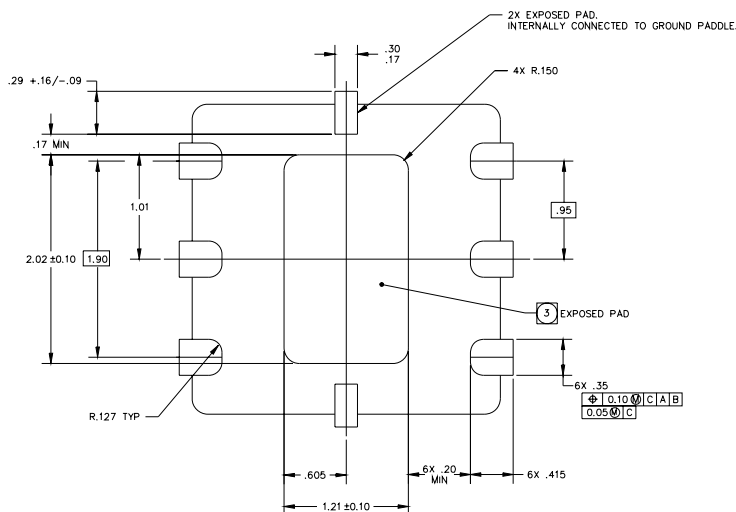 2X EXPOSED PAD,
INTERNALLY CONNECTED TO GROUND PADDLE.
.30
.17
4X R.150
.29 +.16/-.09
.17 MIN
1.01
.95
2.02 ±0.10
1.90
3 EXPOSED PAD
6X .35
⌖ 0.10 Ⓜ C A B
0.05 Ⓜ C
R.127 TYP
.605
6X .20
MIN
6X .415
1.21 ±0.10